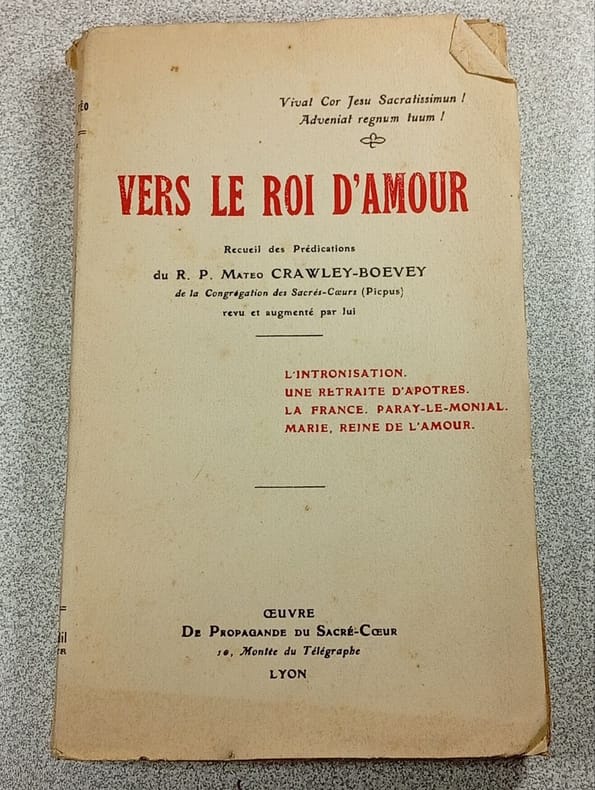 Vivat Cor Jesu Sacratissimun !
Adveniat regnum tuum !
VERS LE ROI D'AMOUR
Recueil des Prédications
du R. P. Mateo CRAWLEY-BOEVEY
de la Congrégation des Sacrés-Cœurs (Picpus)
revu et augmenté par lui
L'INTRONISATION.
UNE RETRAITE D'APOTRES.
LA FRANCE. PARAY-LE-MONIAL.
MARIE, REINE DE L'AMOUR.
ŒUVRE
De Propagande du Sacré-Cœur
10, Montée du Télégraphe
LYON